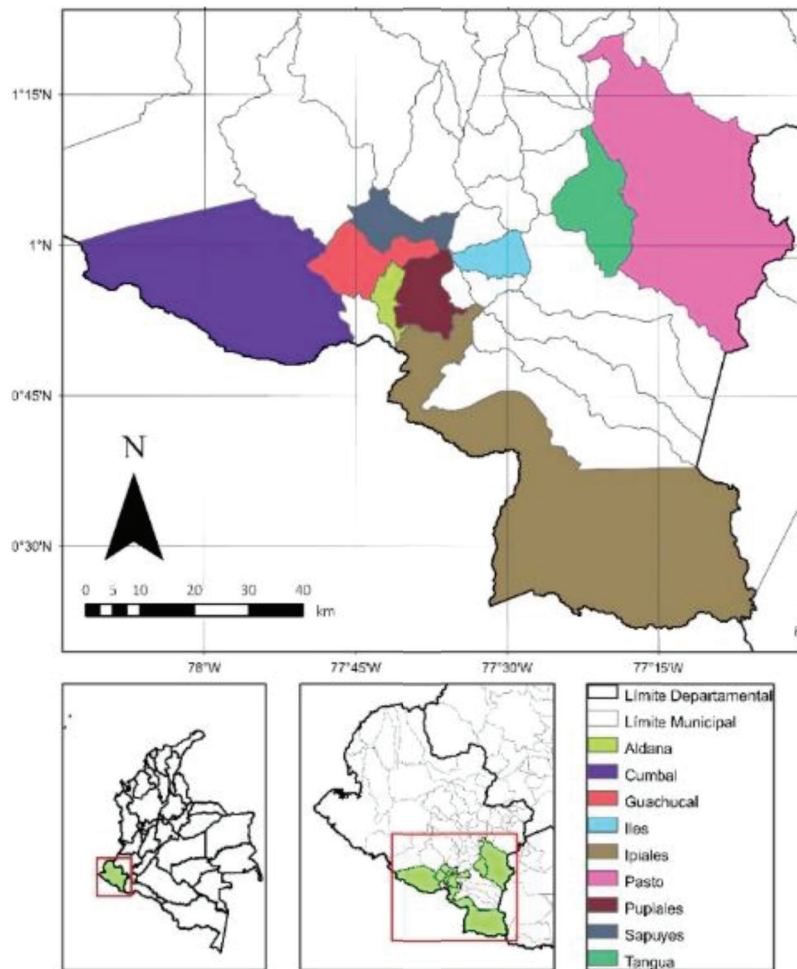 1°15'N
1°N
0°45'N
0°30'N
N
0 5 10 20 30 40
km
78°W 77°45'W 77°30'W 77°15'W
Límite Departamental
Límite Municipal
Aldana
Cumbal
Guachucal
Iles
Ipiales
Pasto
Pupiales
Sapuyes
Tangua